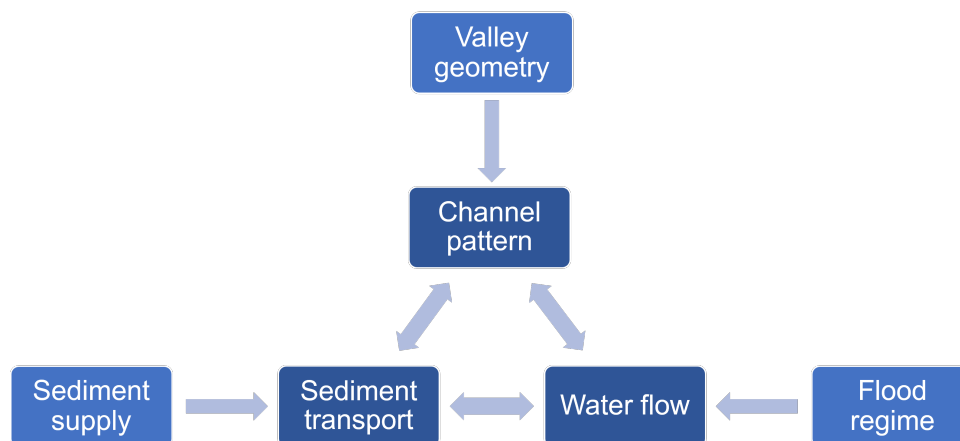 Valley
geometry
Channel
pattern
Sediment
supply
Sediment
transport
Water flow
Flood
regime